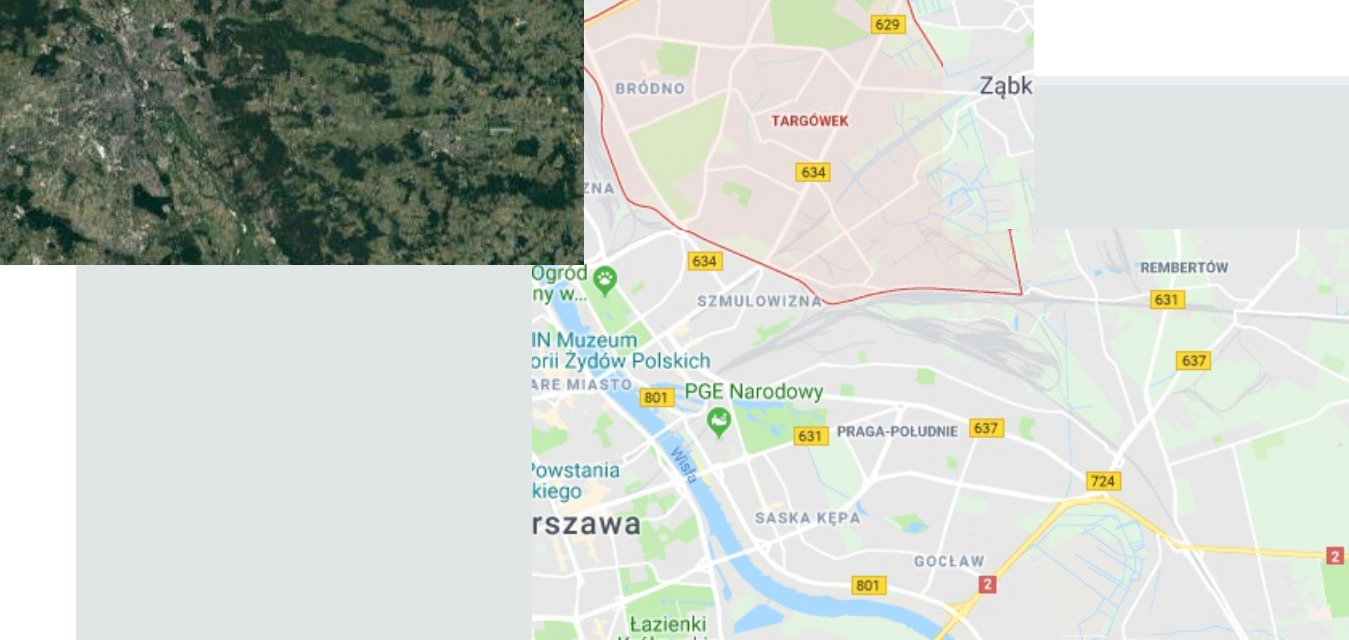 629
BRÓDNO
Ząbk
TARGÓWEK
634
ZNA
634
REMBERTÓW
Ogród
ny w...
SZMULOWIZNA
631
IN Muzeum
orii Żydów Polskich
637
ARE MIASTO
801
PGE Narodowy
631
PRAGA-POŁUDNIE
637
Wisła
Powstania
kiego
724
rszawa
SASKA KĘPA
GOCŁAW
2
2
801
Łazienki